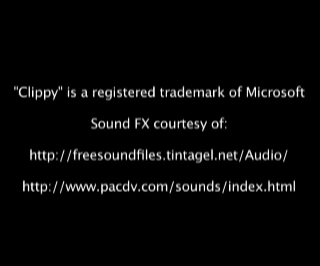 "Clippy" is a registered trademark of Microsoft
Sound FX courtesy of:
http://freesoundfiles.tintagel.net/Audio/
http://www.pacdv.com/sounds/index.html